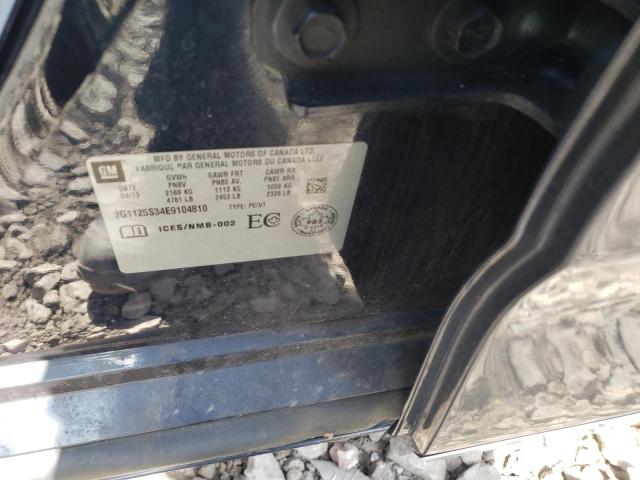 GM
MFD BY GENERAL MOTORS OF CANADA LTD.
FABRIQUE PAR GENERAL MOTORS DU CANADA LTEE
DATE GVWR GAWR FRT GAWR RR
04/13 PNBV PNBE AV. PNBE ARR
2169 KG 1113 KG 1056 KG
4781 LB 2453 LB 2328 LB
2G1125S34E9104810 TYPE: PC/VT
ICES/NMB-002 EC